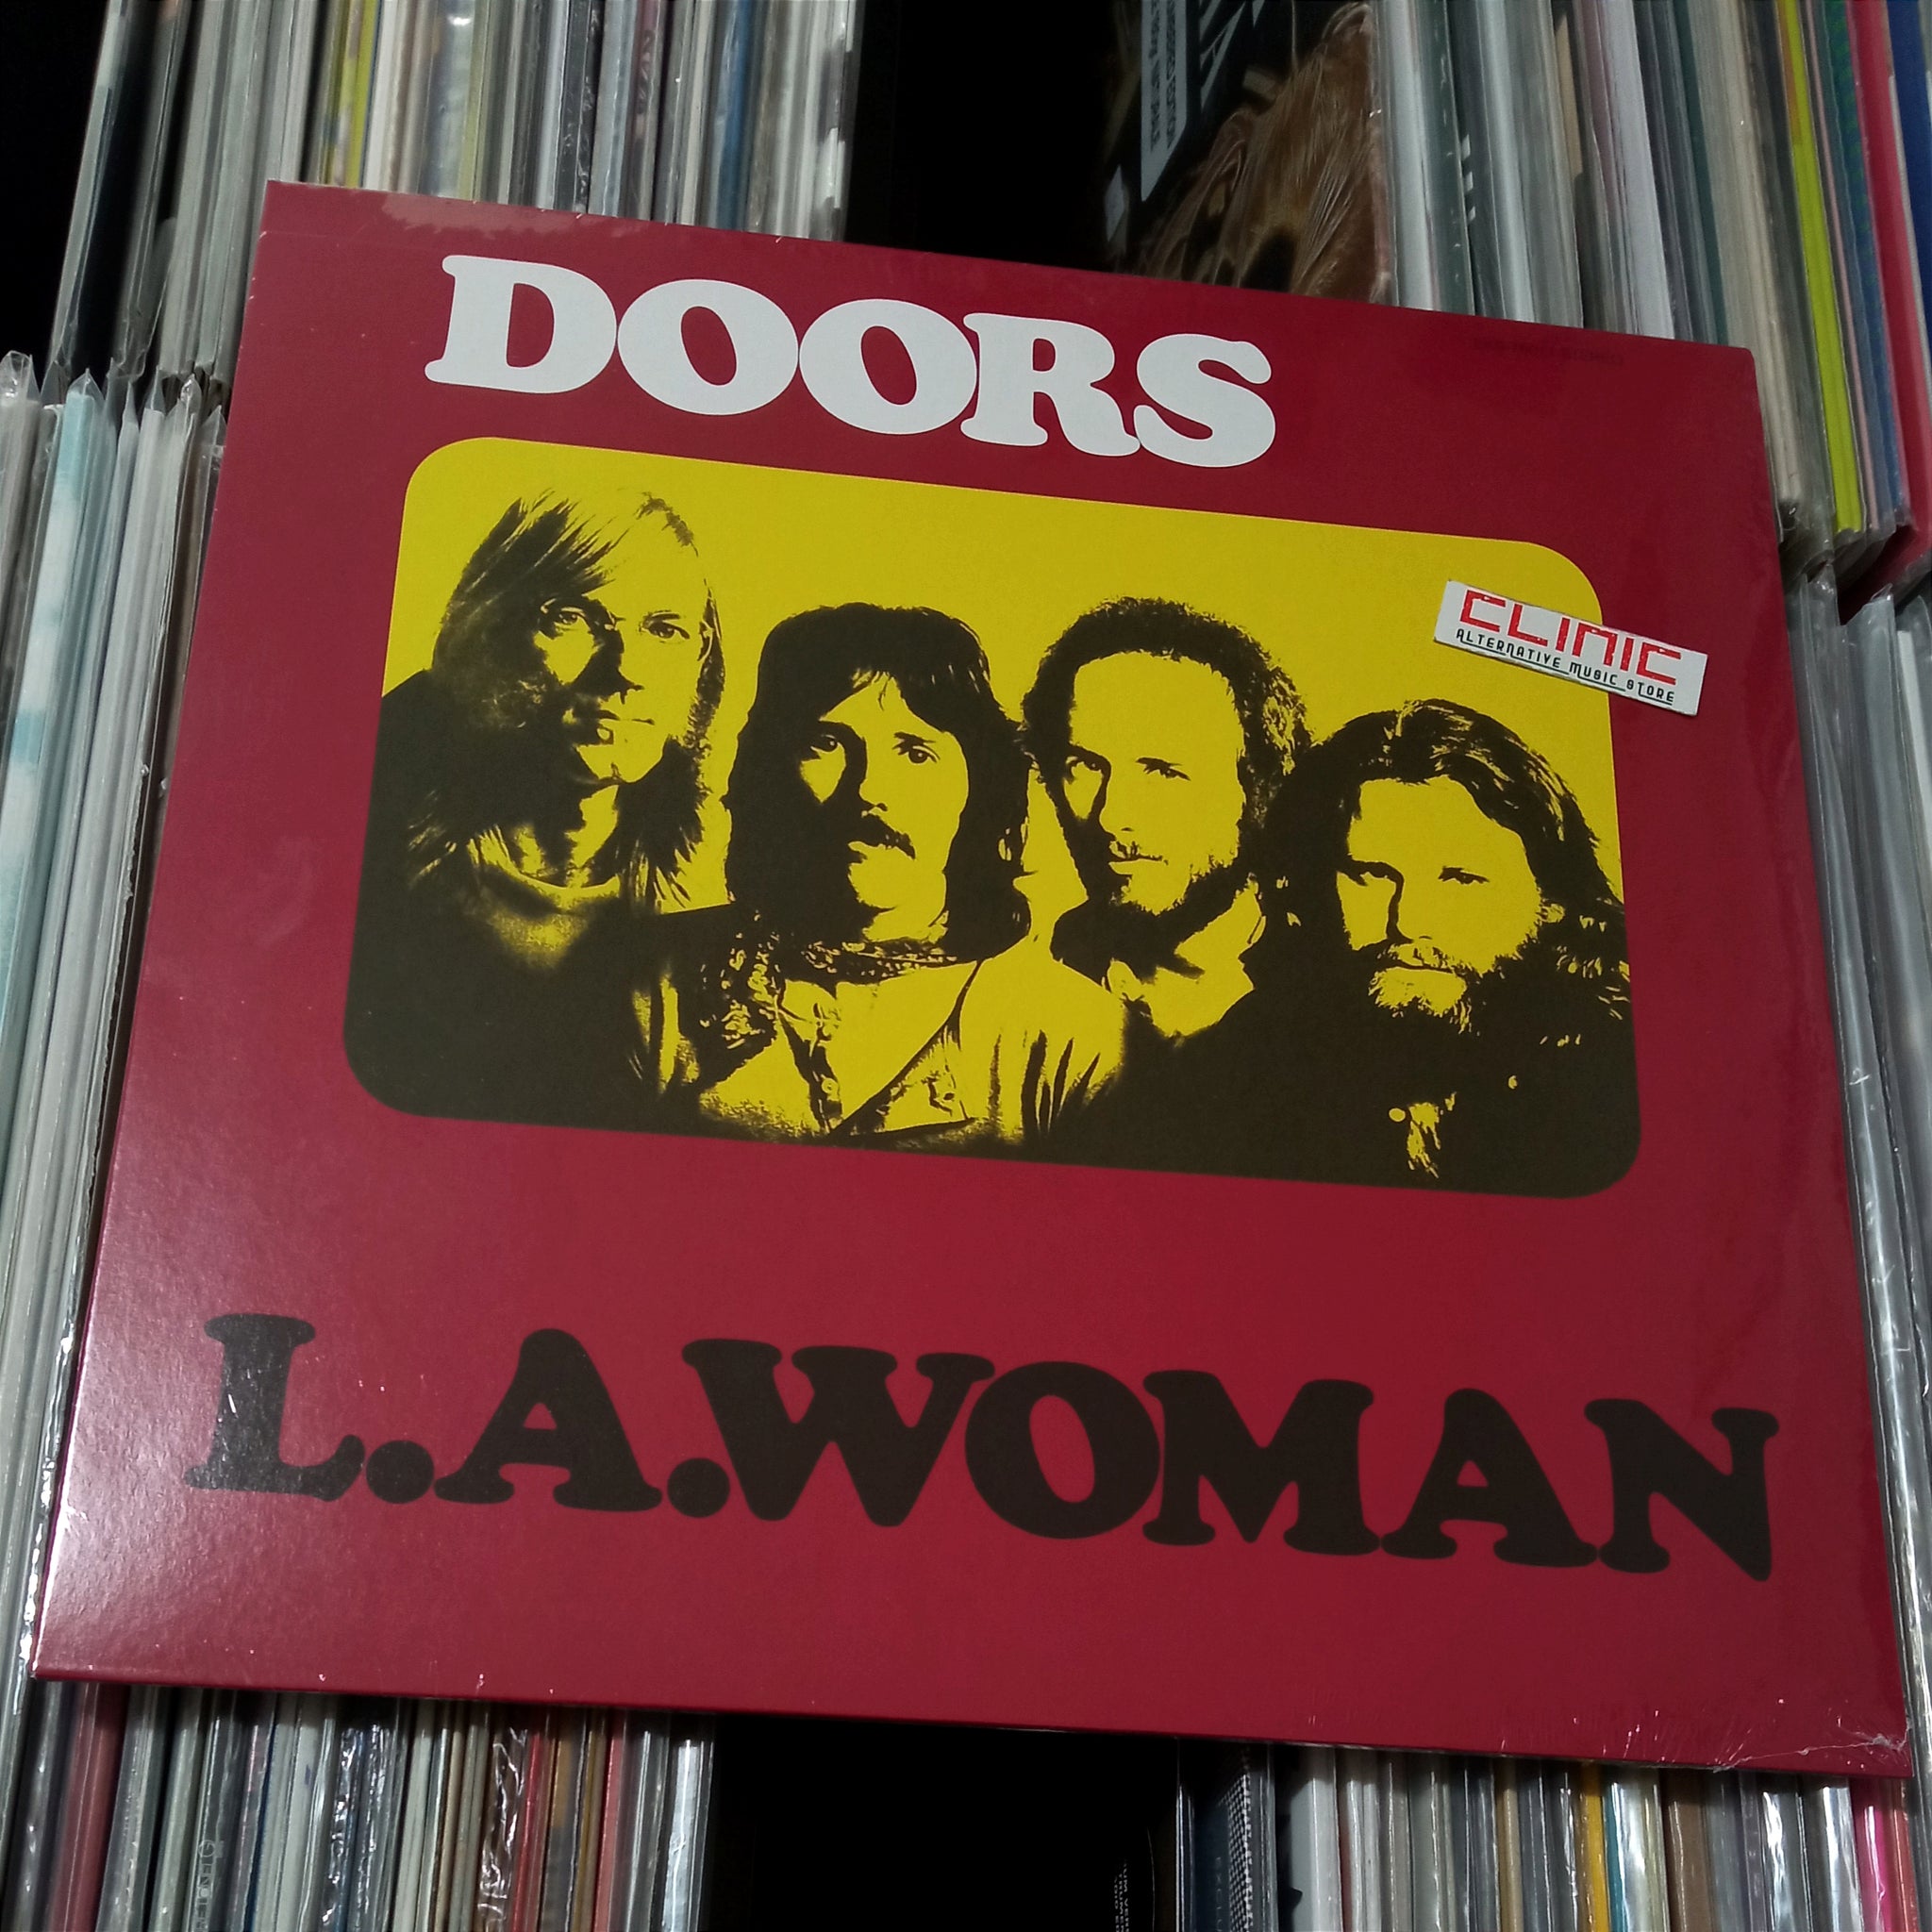 DOORS
CLINIC
ALTERNATIVE MUSIC STORE
L.A.WOMAN